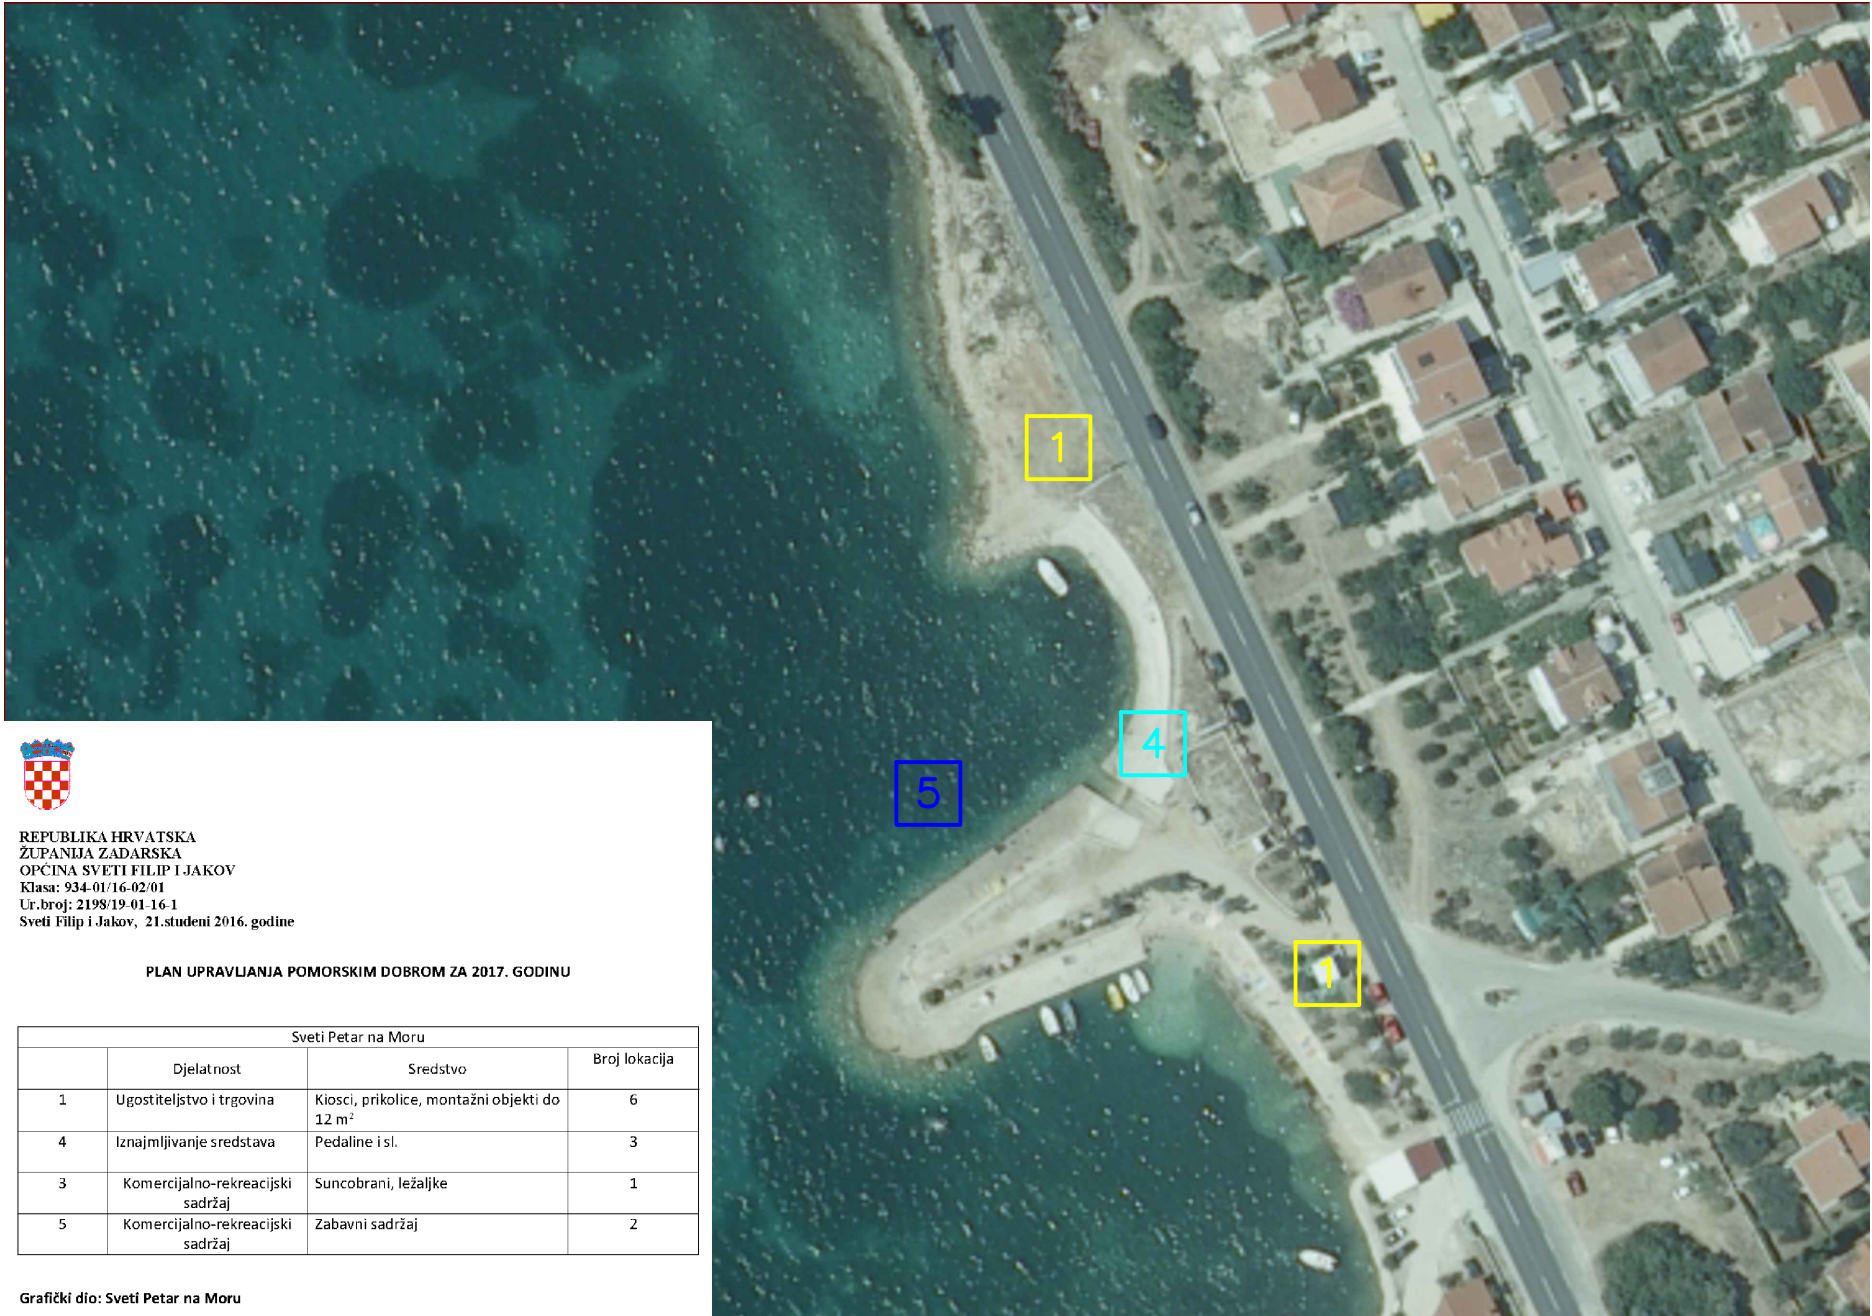 1
4
5
1
REPUBLIKA HRVATSKA
ŽUPANIJA ZADARSKA
OPĆINA SVETI FILIP I JAKOV
Klasa: 934-01/16-02/01
Ur.broj: 2198/19-01-16-1
Sveti Filip i Jakov, 21.studeni 2016. godine
PLAN UPRAVLJANJA POMORSKIM DOBROM ZA 2017. GODINU
Sveti Petar na Moru
Djelatnost Sredstvo Broj lokacija
1 Ugostiteljstvo i trgovina Kiosci, prikolice, montažni objekti do 6
12 m²
4 Iznajmljivanje sredstava Pedaline i sl. 3
3 Komercijalno-rekreacijski Suncobrani, ležaljke 1
sadržaj
5 Komercijalno-rekreacijski Zabavni sadržaj 2
sadržaj
Grafički dio: Sveti Petar na Moru